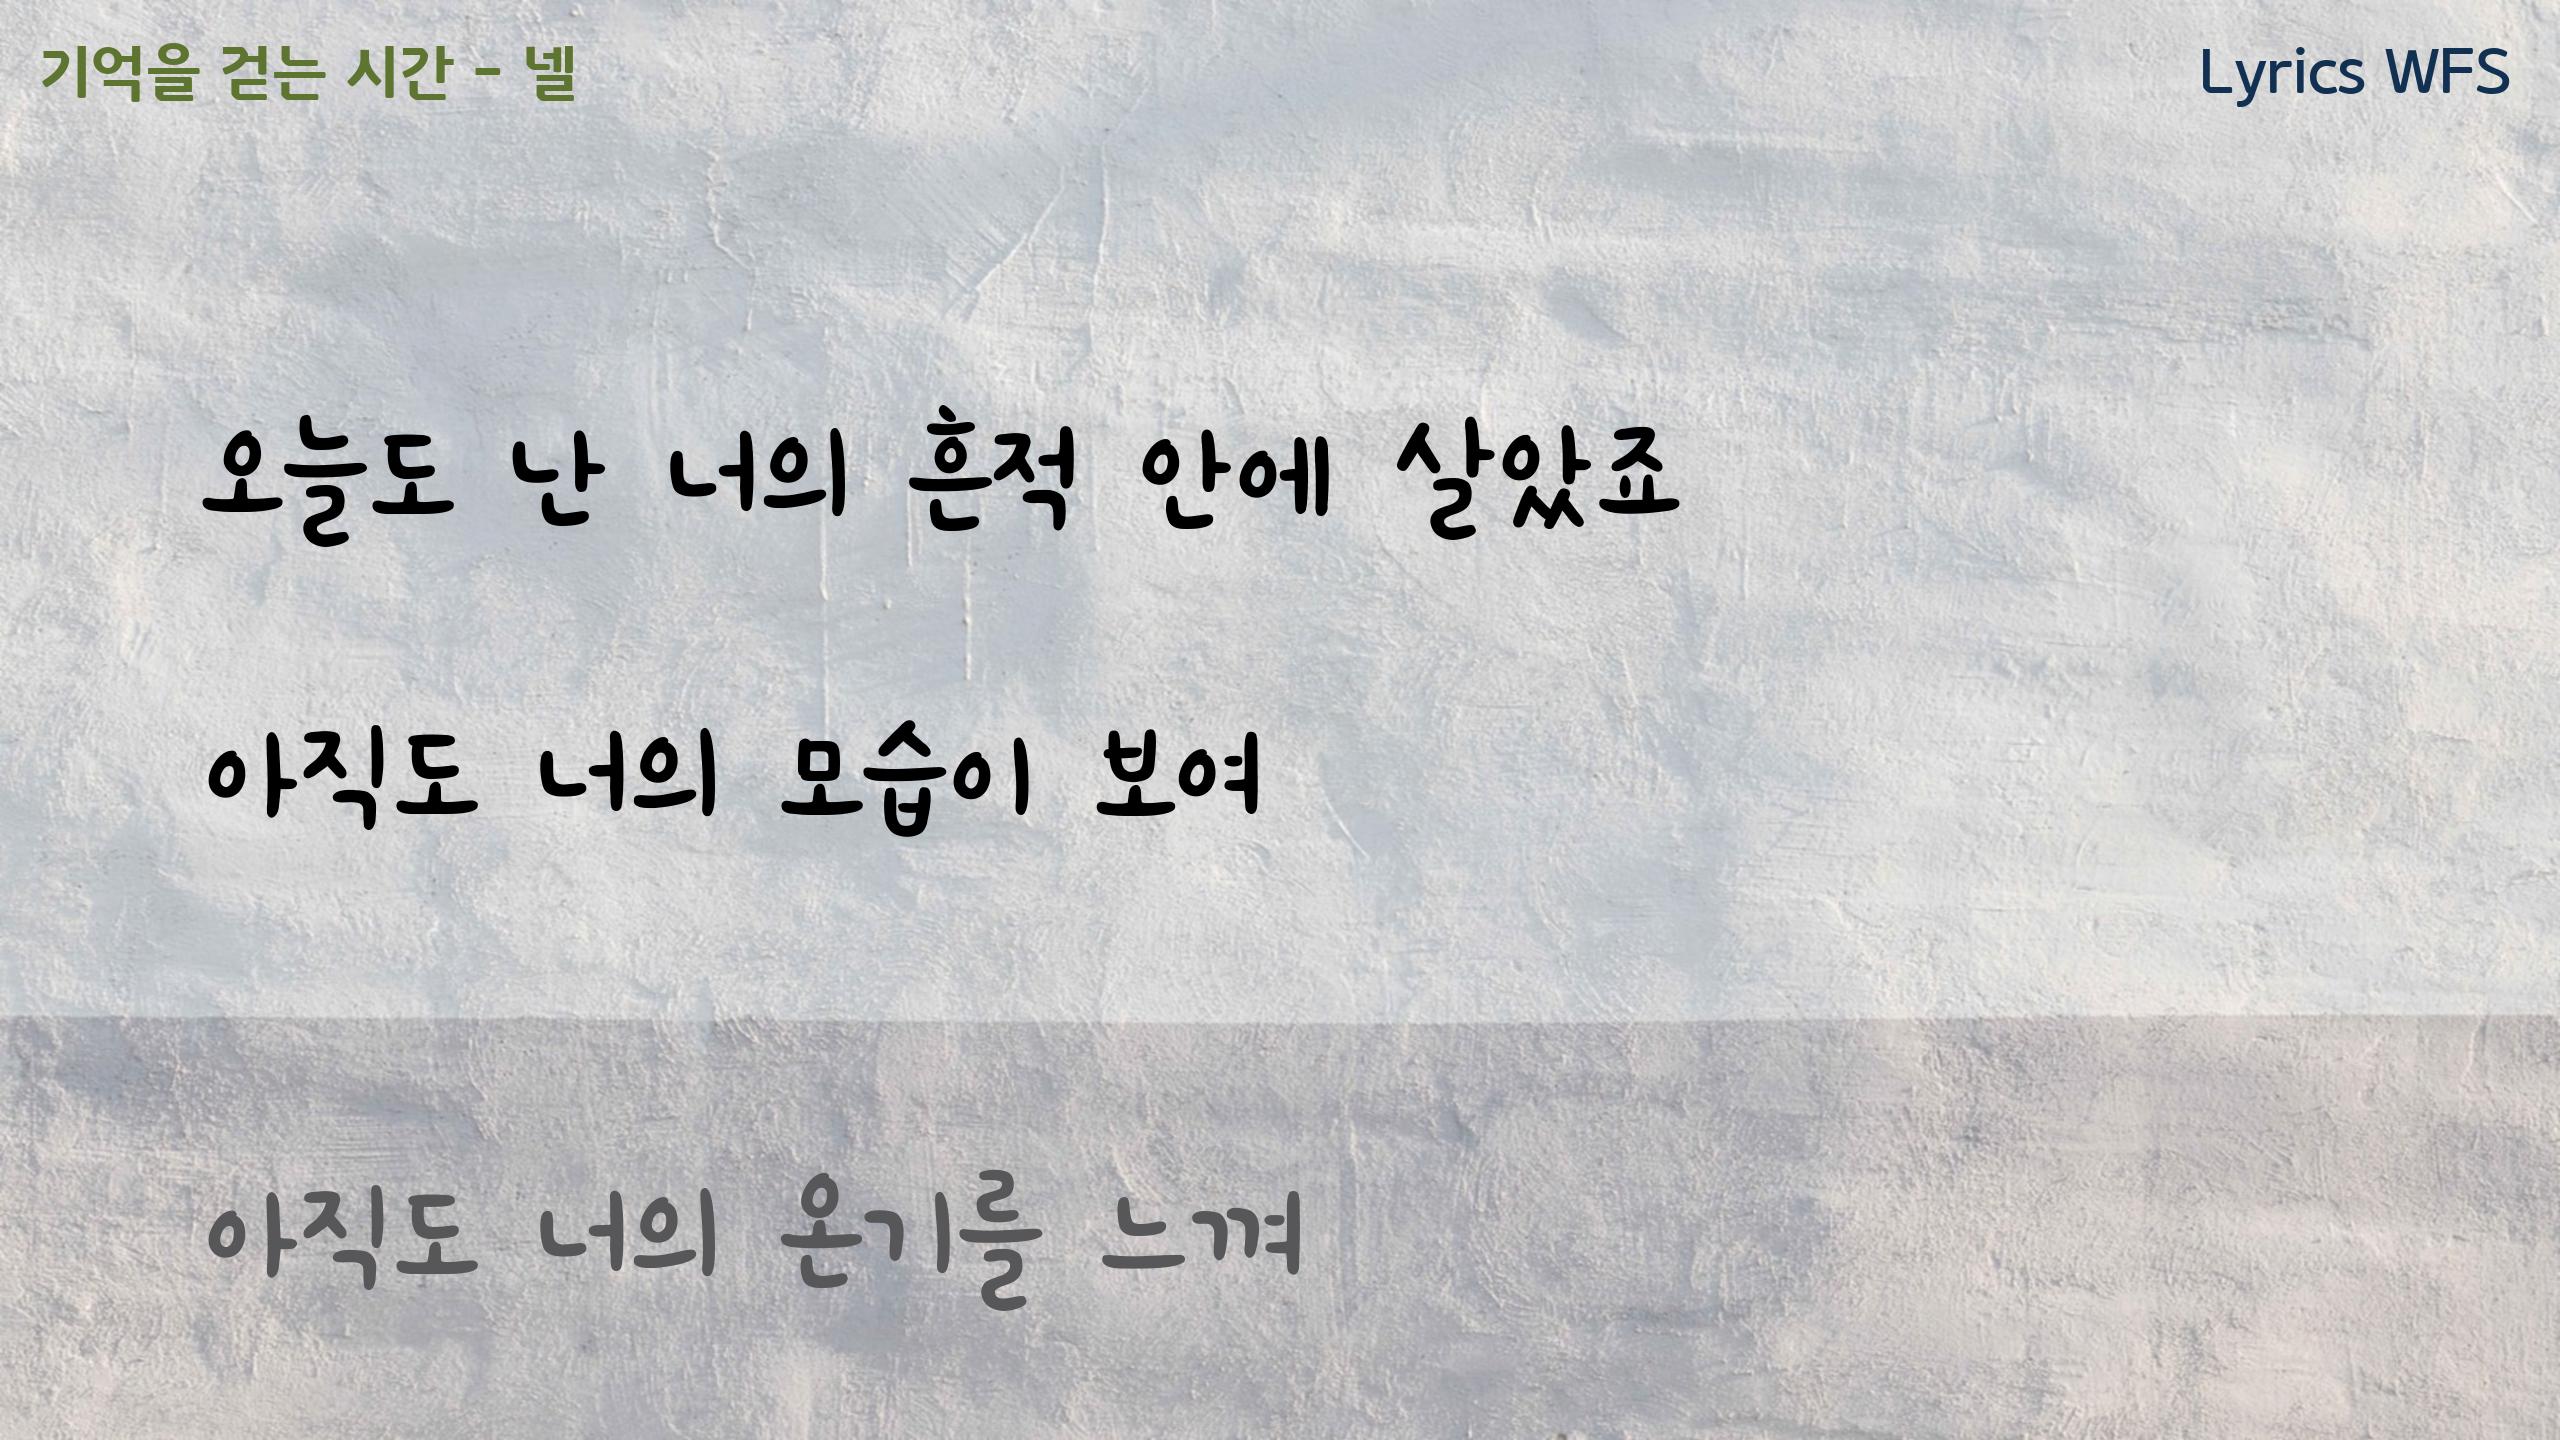 기억을 걷는 시간 - 넬
Lyrics WFS
오늘도 난 너의 흔적 안에 살았죠
아직도 너의 모습이 보여
아직도 너의 온기를 느껴